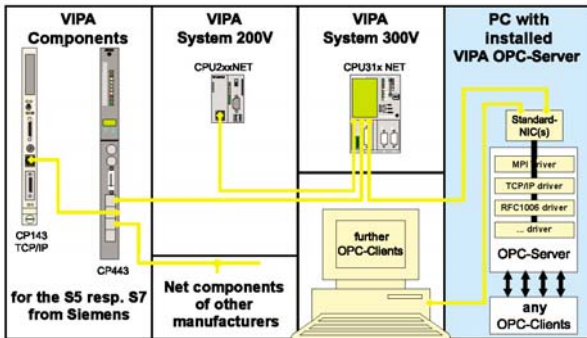 VIPA
Components
CP143
TCP/IP
CP443
for the S5 resp. S7
from Siemens
VIPA
System 200V
CPU2xxNET
Net components
of other
manufacturers
VIPA
System 300V
CPU31x NET
further
OPC-Clients
PC with
installed
VIPA OPC-Server
Standard-
NIC(s)
MPI driver
TCP/IP driver
RFC1006 driver
... driver
OPC-Server
any
OPC-Clients